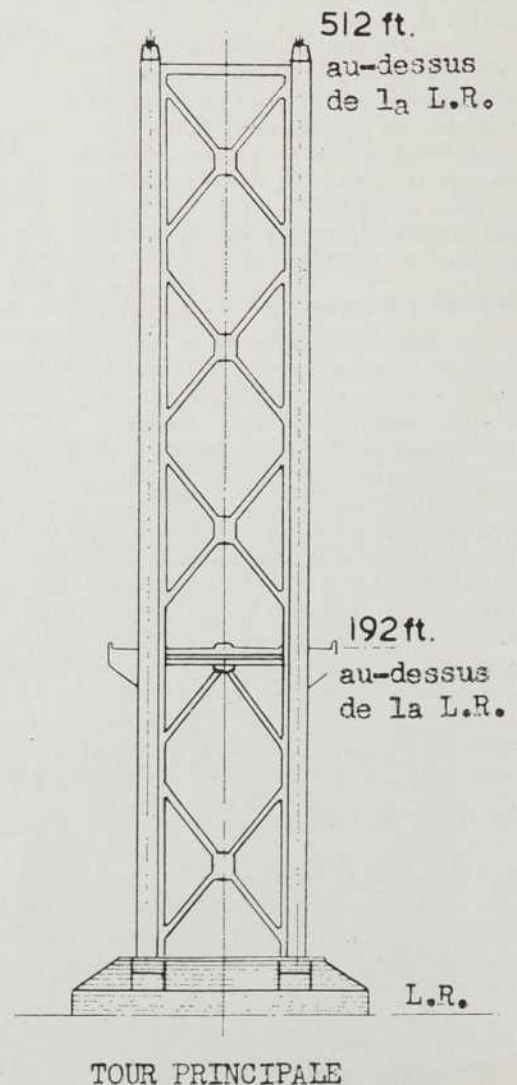 512 ft.
au-dessus
de la L.R.
192 ft.
au-dessus
de la L.R.
L.R.
TOUR PRINCIPALE